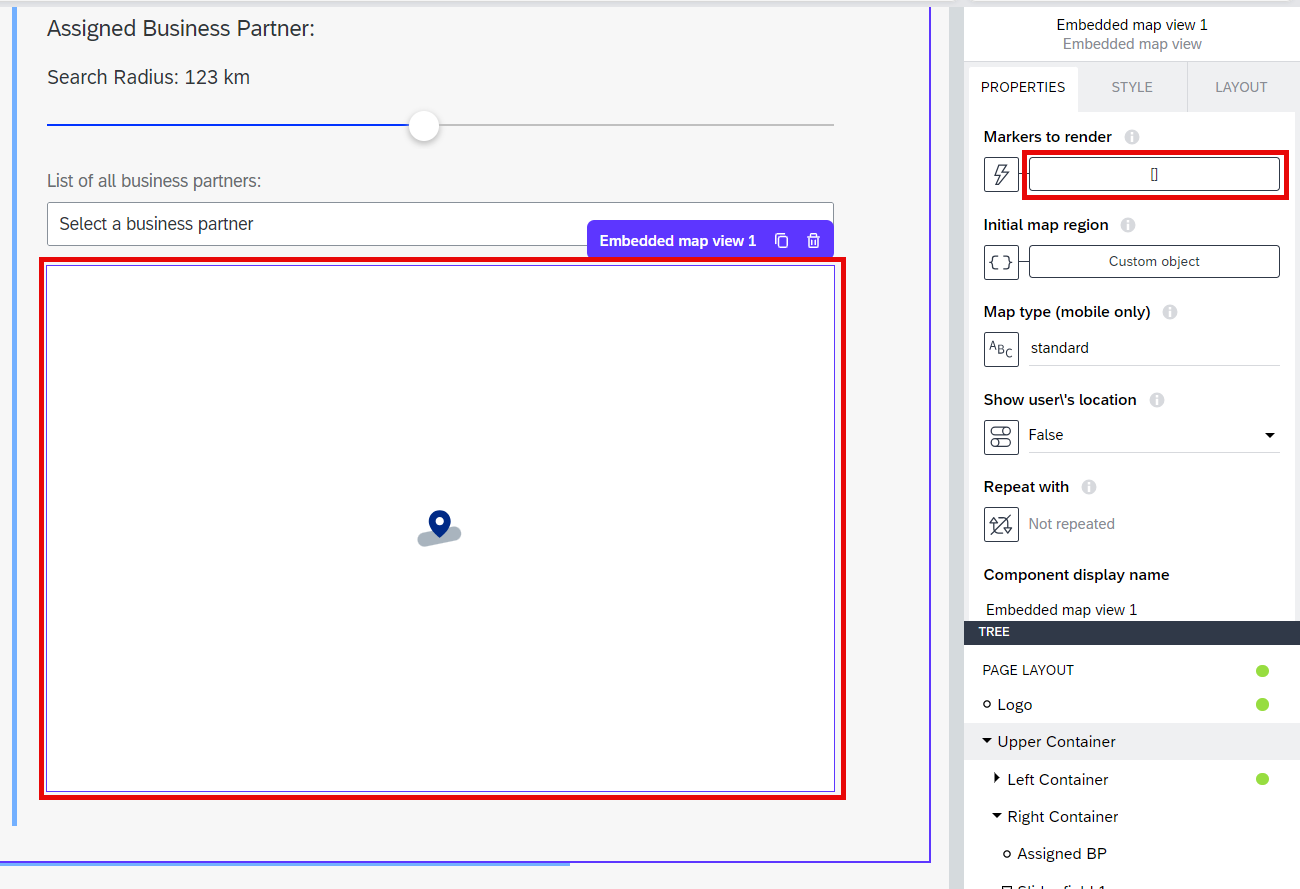 Assigned Business Partner:
Search Radius: 123 km
List of all business partners:
Select a business partner
Embedded map view 1
Embedded map view 1
Embedded map view
PROPERTIES STYLE LAYOUT
Markers to render
[]
Initial map region
Custom object
Map type (mobile only)
ABC standard
Show user\'s location
False
Repeat with
Not repeated
Component display name
Embedded map view 1
TREE
PAGE LAYOUT
Logo
Upper Container
Left Container
Right Container
Assigned BP